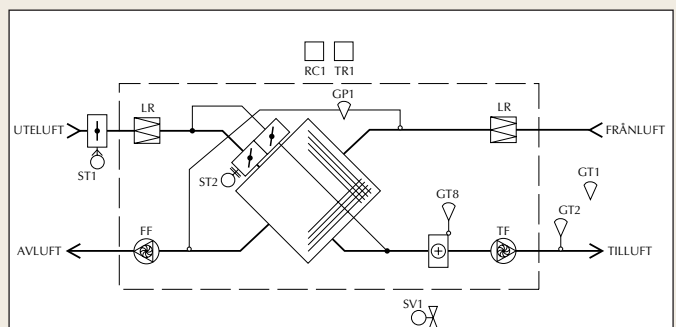 RC1 TR1
GP1
LR LR
UTELUFT FRÅNLUFT
ST1 ST2 GT1
GT8
GT2
FF TF
AVLUFT TILLUFT
SV1